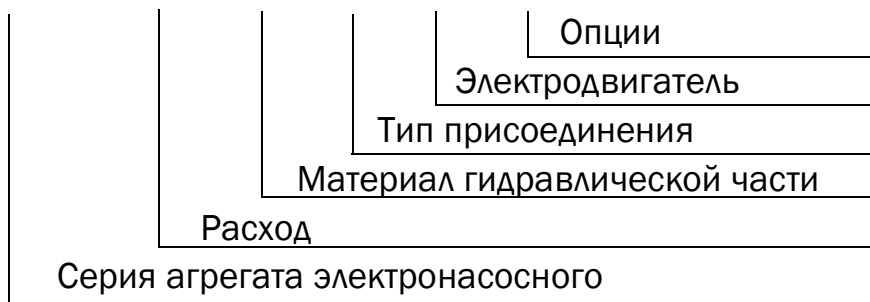 Опции
Электродвигатель
Тип присоединения
Материал гидравлической части
Расход
Серия агрегата электронасосного